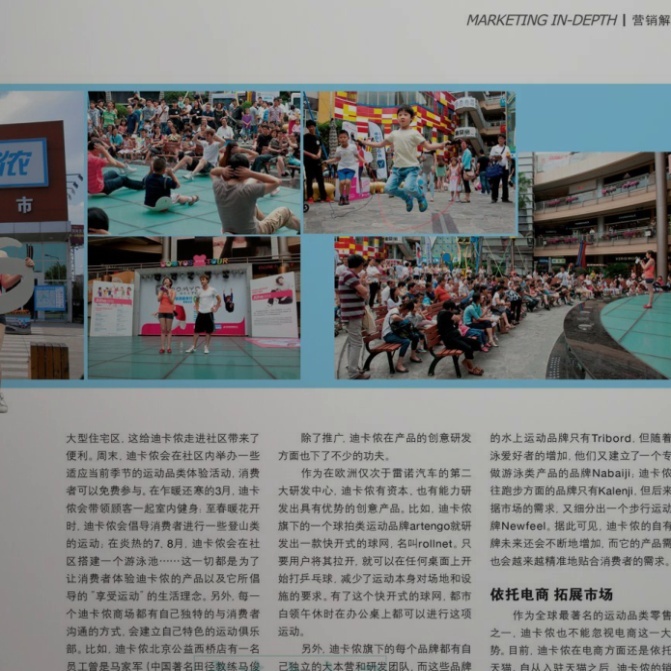 MARKETING IN-DEPTH | 营销解
侬
市
大型住宅区, 这给迪卡侬走进社区带来了
便利。周末, 迪卡侬会在社区内举办一些
适应当前季节的运动品类体验活动, 消费
者可以免费参与。在乍暖还寒的3月, 迪卡
侬会带领顾客一起室内健身; 至春暖花开
时, 迪卡侬会倡导消费者进行一些登山类
的运动; 在炎热的7, 8月, 迪卡侬会在社
区搭建一个游泳池……这一切都是为了
让消费者体验迪卡侬的产品以及它所倡
导的“享受运动”的生活理念。另外, 每一
个迪卡侬商场都有自己独特的与消费者
沟通的方式, 会建立自己特色的运动俱乐
部。比如, 迪卡侬北京公益西桥店有一名
员工曾是马家军 (中国著名田径教练马俊
除了推广, 迪卡侬在产品的创意研发
方面也下了不少的功夫。
作为在欧洲仅次于雷诺汽车的第二
大研发中心, 迪卡侬有资本, 也有能力研
发出具有优势的创意产品。比如, 迪卡侬
旗下的一个球拍类运动品牌artengo就研
发出一款快开式的球网, 名叫rollnet。只
要用户将其拉开, 就可以在任何桌面上开
始打乒乓球, 减少了运动本身对场地和设
施的要求。有了这个快开式的球网, 都市
白领午休时在办公桌上都可以进行这项
运动。
另外, 迪卡侬旗下的每个品牌都有自
己独立的大本营和研发团队, 而这些品牌
的水上运动品牌只有Tribord, 但随着
泳爱好者的增加, 他们又建立了一个专
做游泳类产品的品牌Nabaiji; 迪卡侬
往跑步方面的品牌只有Kalenji, 但后来
据市场的需求, 又细分出一个步行运动
牌Newfeel。据此可见, 迪卡侬的自有
牌未来还会不断地增加, 而它的产品需
也会越来越精准地贴合消费者的需求。
依托电商 拓展市场
作为全球最著名的运动品类零售
之一, 迪卡侬也不能忽视电商这一大
势。目前, 迪卡侬在电商方面还是依托
天猫。自从入驻天猫之后, 迪卡侬的销